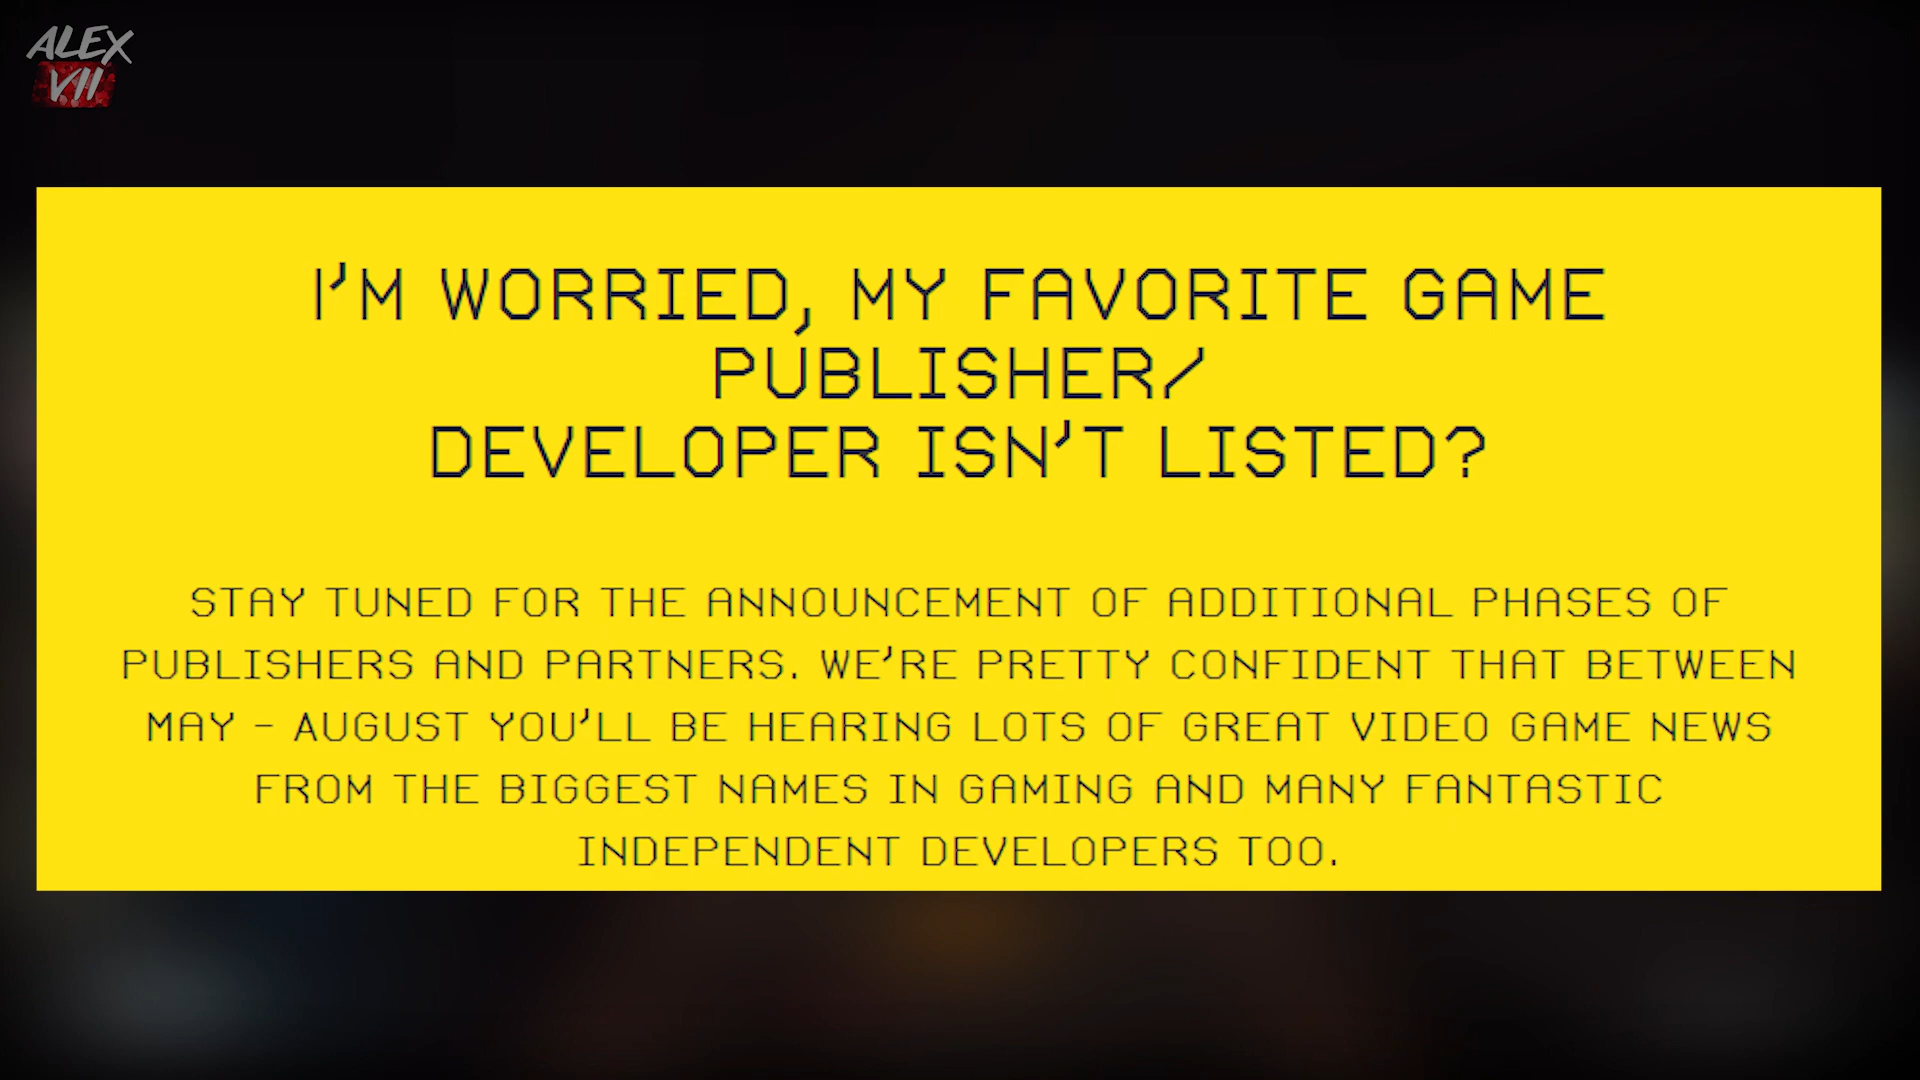 ALEX
VII
I'M WORRIED, MY FAVORITE GAME
PUBLISHER/
DEVELOPER ISN'T LISTED?
STAY TUNED FOR THE ANNOUNCEMENT OF ADDITIONAL PHASES OF
PUBLISHERS AND PARTNERS. WE'RE PRETTY CONFIDENT THAT BETWEEN
MAY - AUGUST YOU'LL BE HEARING LOTS OF GREAT VIDEO GAME NEWS
FROM THE BIGGEST NAMES IN GAMING AND MANY FANTASTIC
INDEPENDENT DEVELOPERS TOO.